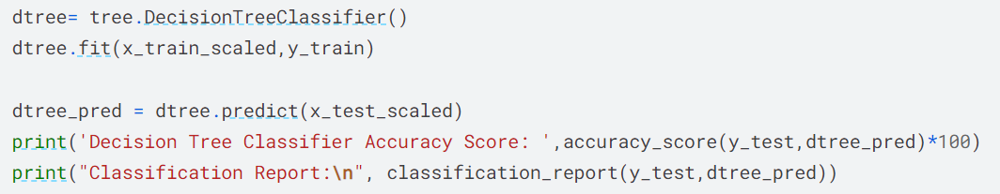 dtree= tree.DecisionTreeClassifier()
dtree.fit(x_train_scaled,y_train)
dtree_pred = dtree.predict(x_test_scaled)
print('Decision Tree Classifier Accuracy Score: ',accuracy_score(y_test,dtree_pred)*100)
print("Classification Report:\n", classification_report(y_test,dtree_pred))